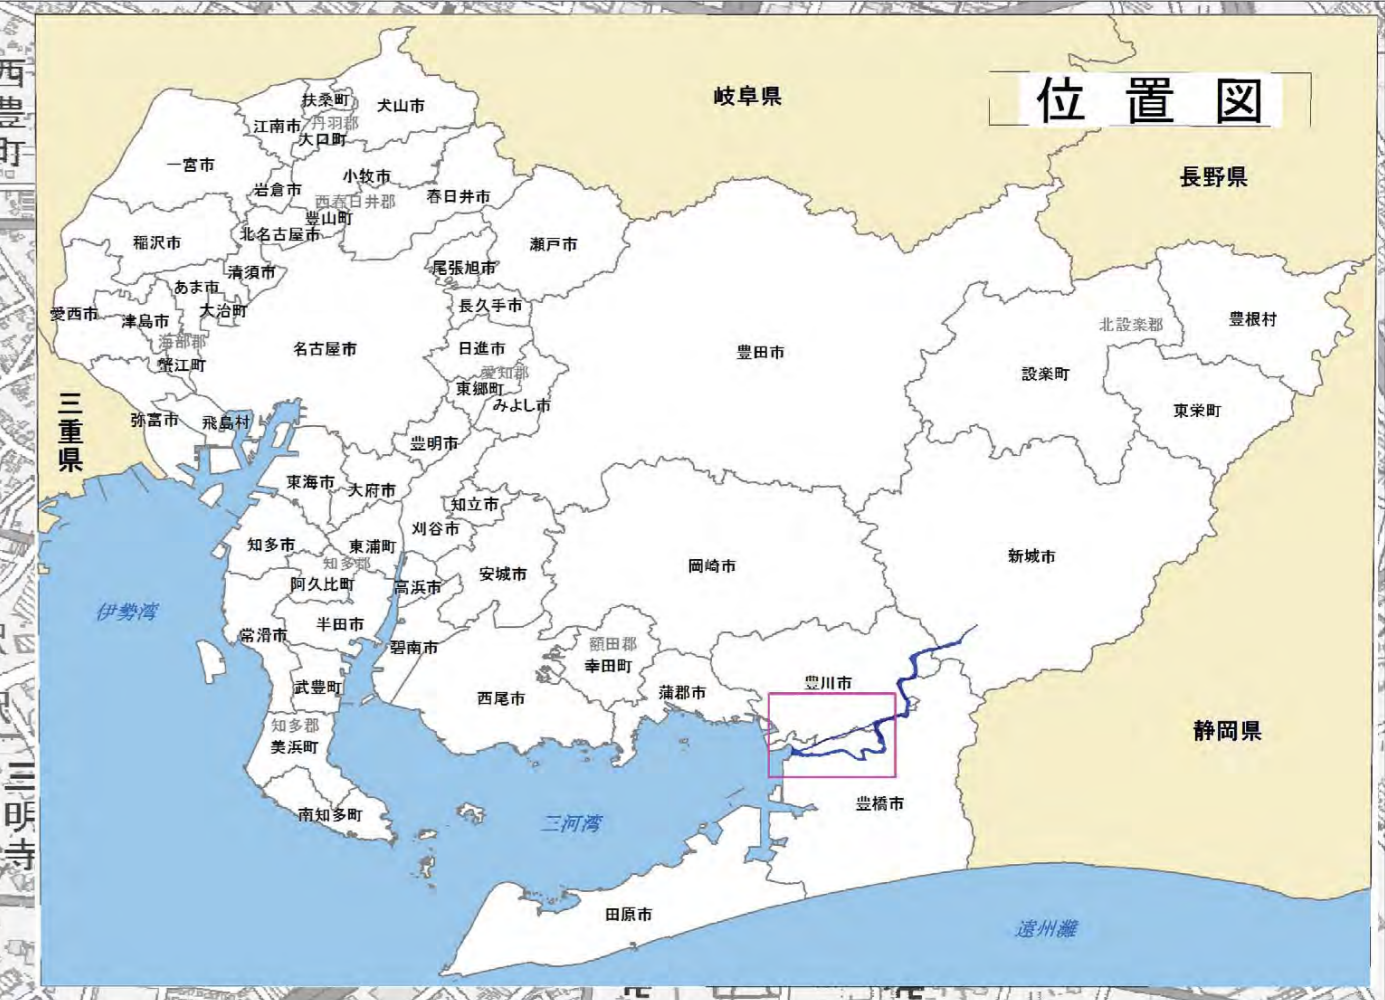 位置図
岐阜県
長野県
三重県
静岡県
扶桑町
犬山市
江南市
丹羽郡
大口町
一宮市
小牧市
岩倉市
西春日井郡
春日井市
豊山町
北名古屋市
稲沢市
瀬戸市
尾張旭市
清須市
あま市
長久手市
大治町
愛西市
津島市
海部郡
名古屋市
日進市
蟹江町
愛知郡
東郷町
みよし市
豊田市
北設楽郡
豊根村
設楽町
東栄町
弥富市
飛島村
豊明市
東海市
大府市
知立市
刈谷市
知多市
東浦町
知多郡
阿久比町
高浜市
安城市
岡崎市
新城市
伊勢湾
半田市
常滑市
碧南市
額田郡
幸田町
武豊町
西尾市
蒲郡市
豊川市
知多郡
美浜町
南知多町
三河湾
豊橋市
田原市
遠州灘
西豊町
三明寺